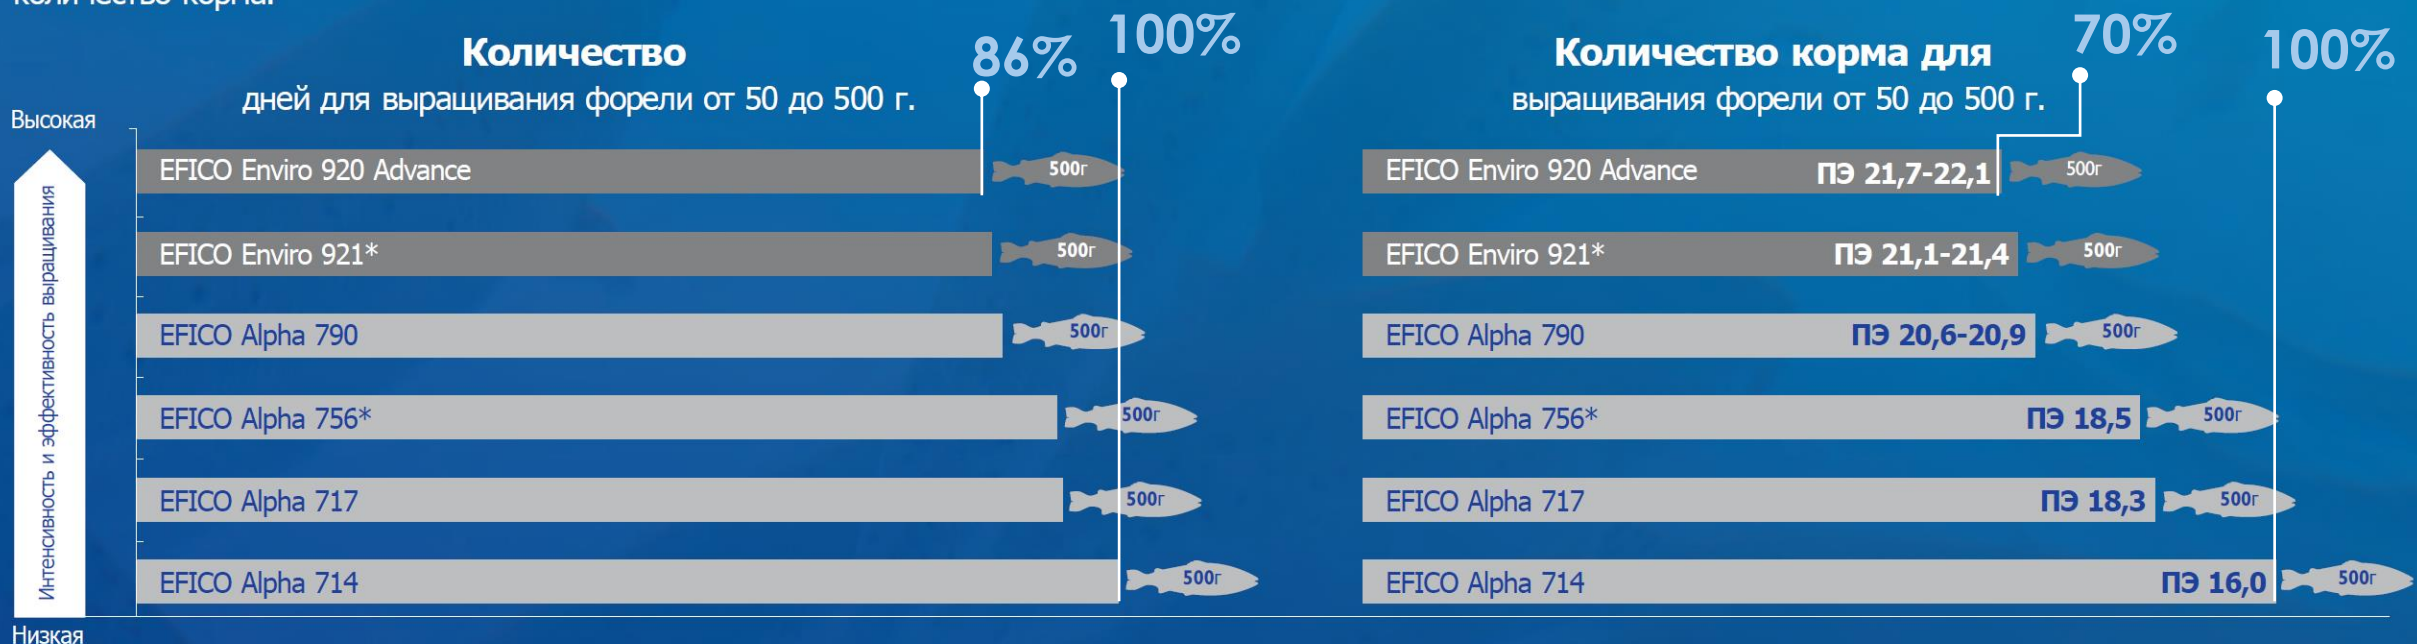 количество корма.
Количество
дней для выращивания форели от 50 до 500 г.
86%
100%
Высокая
Интенсивность и эффективность выращивания
Низкая
EFICO Enviro 920 Advance
500г
EFICO Enviro 921*
500г
EFICO Alpha 790
500г
EFICO Alpha 756*
500г
EFICO Alpha 717
500г
EFICO Alpha 714
500г
Количество корма для
выращивания форели от 50 до 500 г.
70%
100%
EFICO Enviro 920 Advance ПЭ 21,7-22,1
500г
EFICO Enviro 921* ПЭ 21,1-21,4
500г
EFICO Alpha 790 ПЭ 20,6-20,9
500г
EFICO Alpha 756* ПЭ 18,5
500г
EFICO Alpha 717 ПЭ 18,3
500г
EFICO Alpha 714 ПЭ 16,0
500г